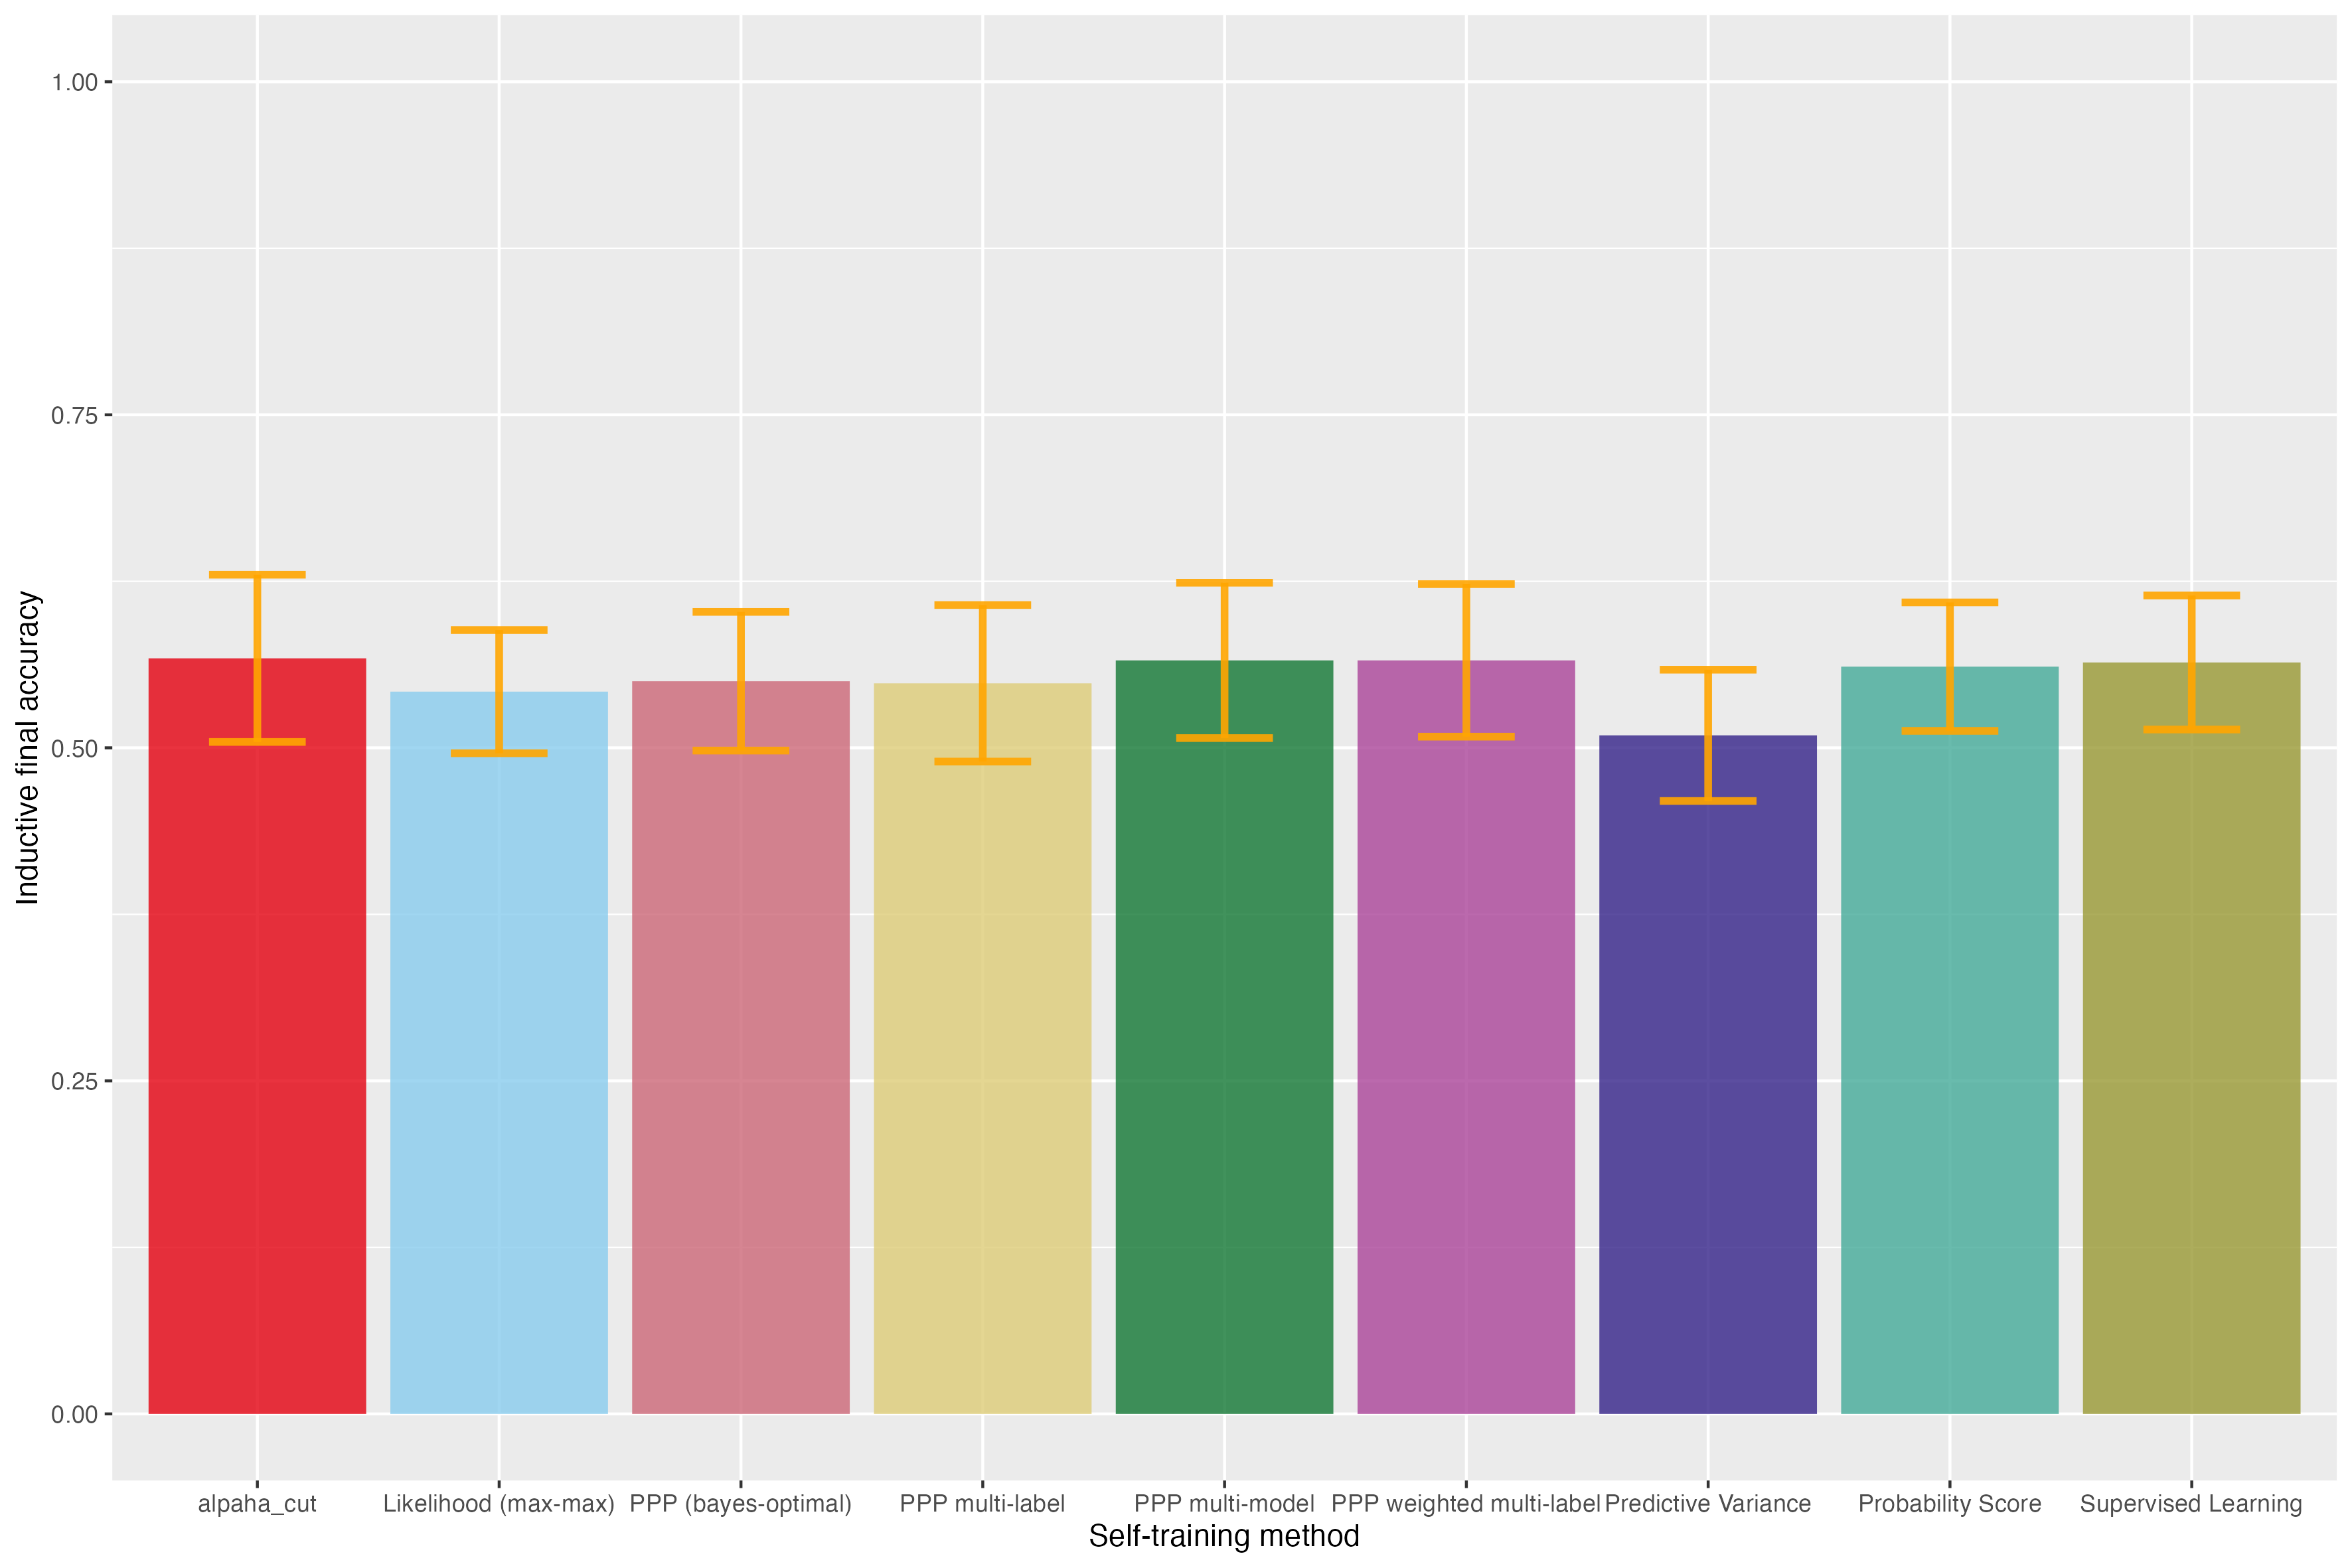 Inductive final accuracy
1.00
0.75
0.50
0.25
0.00
alpaha_cut
Likelihood (max-max)
PPP (bayes-optimal)
PPP multi-label
PPP multi-model
PPP weighted multi-label
Predictive Variance
Probability Score
Supervised Learning
Self-training method